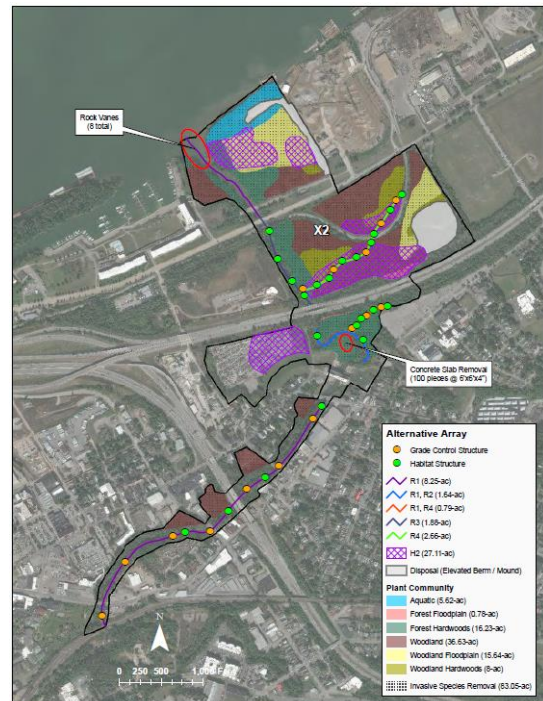 Rock Vanes
(8 total)
X2
Concrete Slab Removal
(100 pieces @ 6'x6'x4")
Alternative Array
Grade Control Structure
Habitat Structure
R1 (8.25-ac)
R1, R2 (1.64-ac)
R1, R4 (0.79-ac)
R3 (1.88-ac)
R4 (2.66-ac)
H2 (27.11-ac)
Disposal (Elevated Berm / Mound)
Plant Community
Aquatic (5.62-ac)
Forest Floodplain (0.78-ac)
Forest Hardwoods (16.23-ac)
Woodland (36.63-ac)
Woodland Floodplain (15.64-ac)
Woodland Hardwoods (8-ac)
Invasive Species Removal (83.05-ac)
N
0 250 500 1,000 F